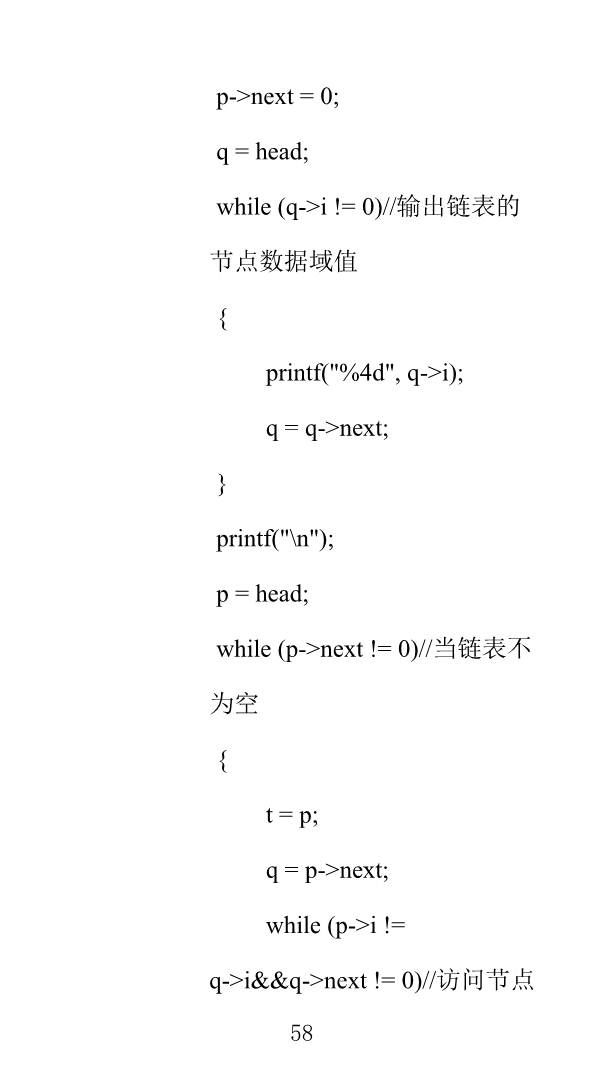 p->next = 0;
q = head;
while (q->i != 0)//输出链表的
节点数据域值
{
printf("%4d", q->i);
q = q->next;
}
printf("\n");
p = head;
while (p->next != 0)//当链表不
为空
{
t = p;
q = p->next;
while (p->i !=
q->i&&q->next != 0)//访问节点
58